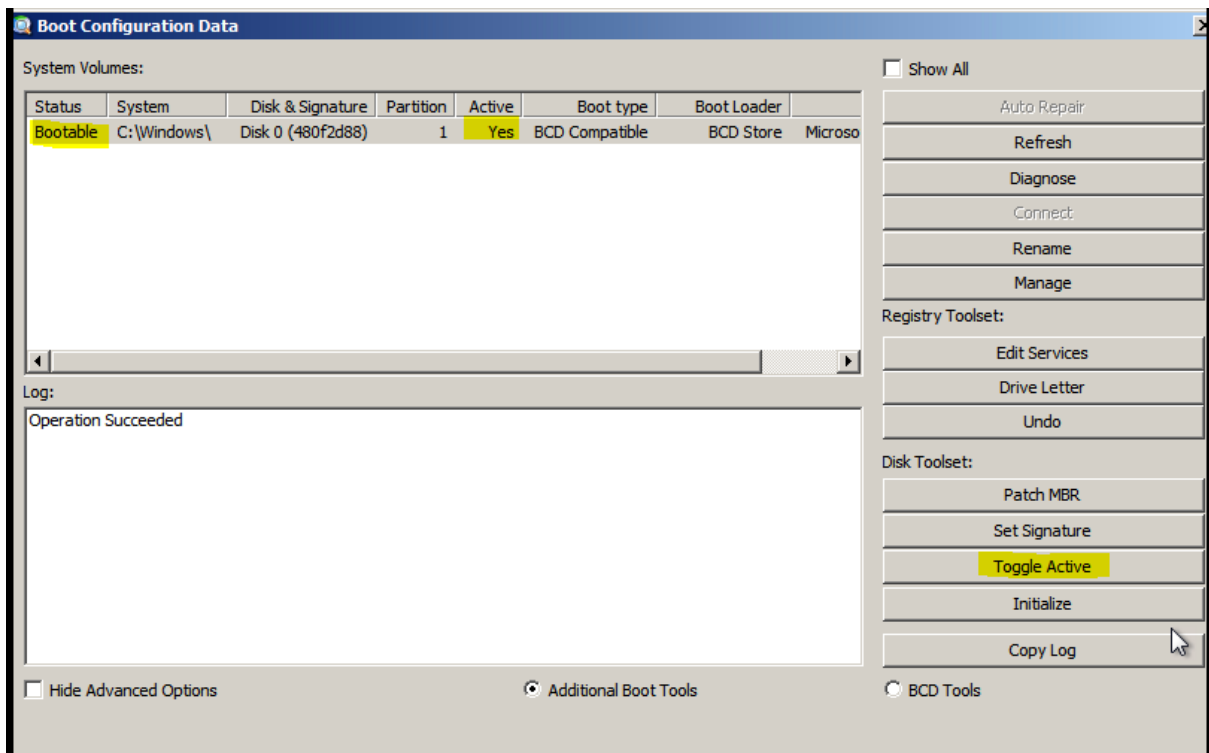 Boot Configuration Data
System Volumes:
Show All
Status System Disk & Signature Partition Active Boot type Boot Loader
Bootable C:\Windows\ Disk 0 (480f2d88) 1 Yes BCD Compatible BCD Store Microso
Auto Repair
Refresh
Diagnose
Connect
Rename
Manage
Registry Toolset:
Edit Services
Drive Letter
Undo
Log:
Operation Succeeded
Disk Toolset:
Patch MBR
Set Signature
Toggle Active
Initialize
Copy Log
Hide Advanced Options Additional Boot Tools BCD Tools